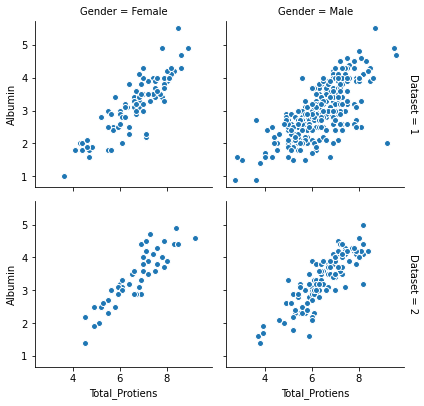 Gender = Female
Gender = Male
5
4
3
2
1
Albumin
Dataset = 1
5
4
3
2
1
Albumin
Dataset = 2
4
6
8
4
6
8
Total_Protiens
Total_Protiens